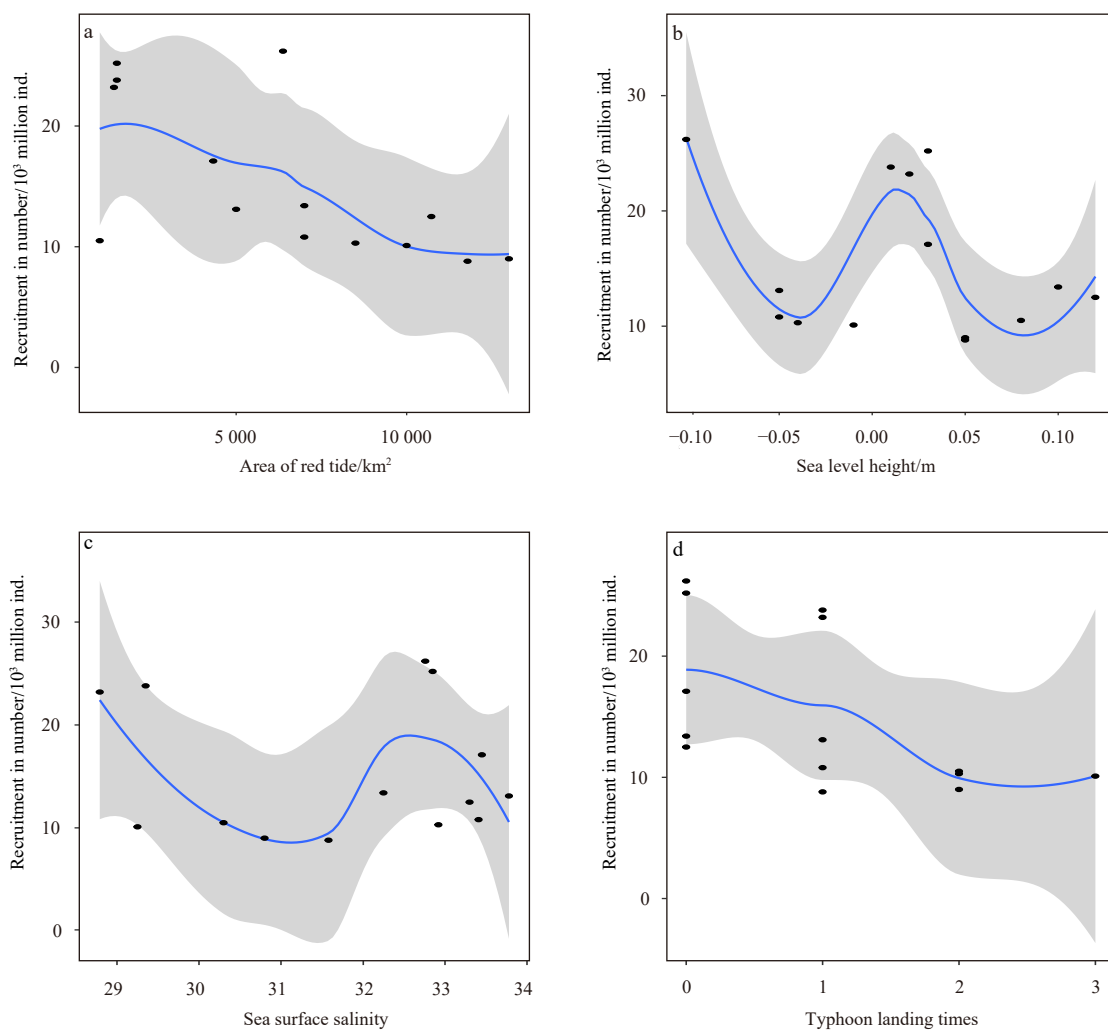 a
Recruitment in number/10³ million ind.
20
10
0
5 000
10 000
Area of red tide/km²
b
Recruitment in number/10³ million ind.
30
20
10
−0.10
−0.05
0.00
0.05
0.10
Sea level height/m
c
Recruitment in number/10³ million ind.
30
20
10
0
29
30
31
32
33
34
Sea surface salinity
d
Recruitment in number/10³ million ind.
20
10
0
0
1
2
3
Typhoon landing times